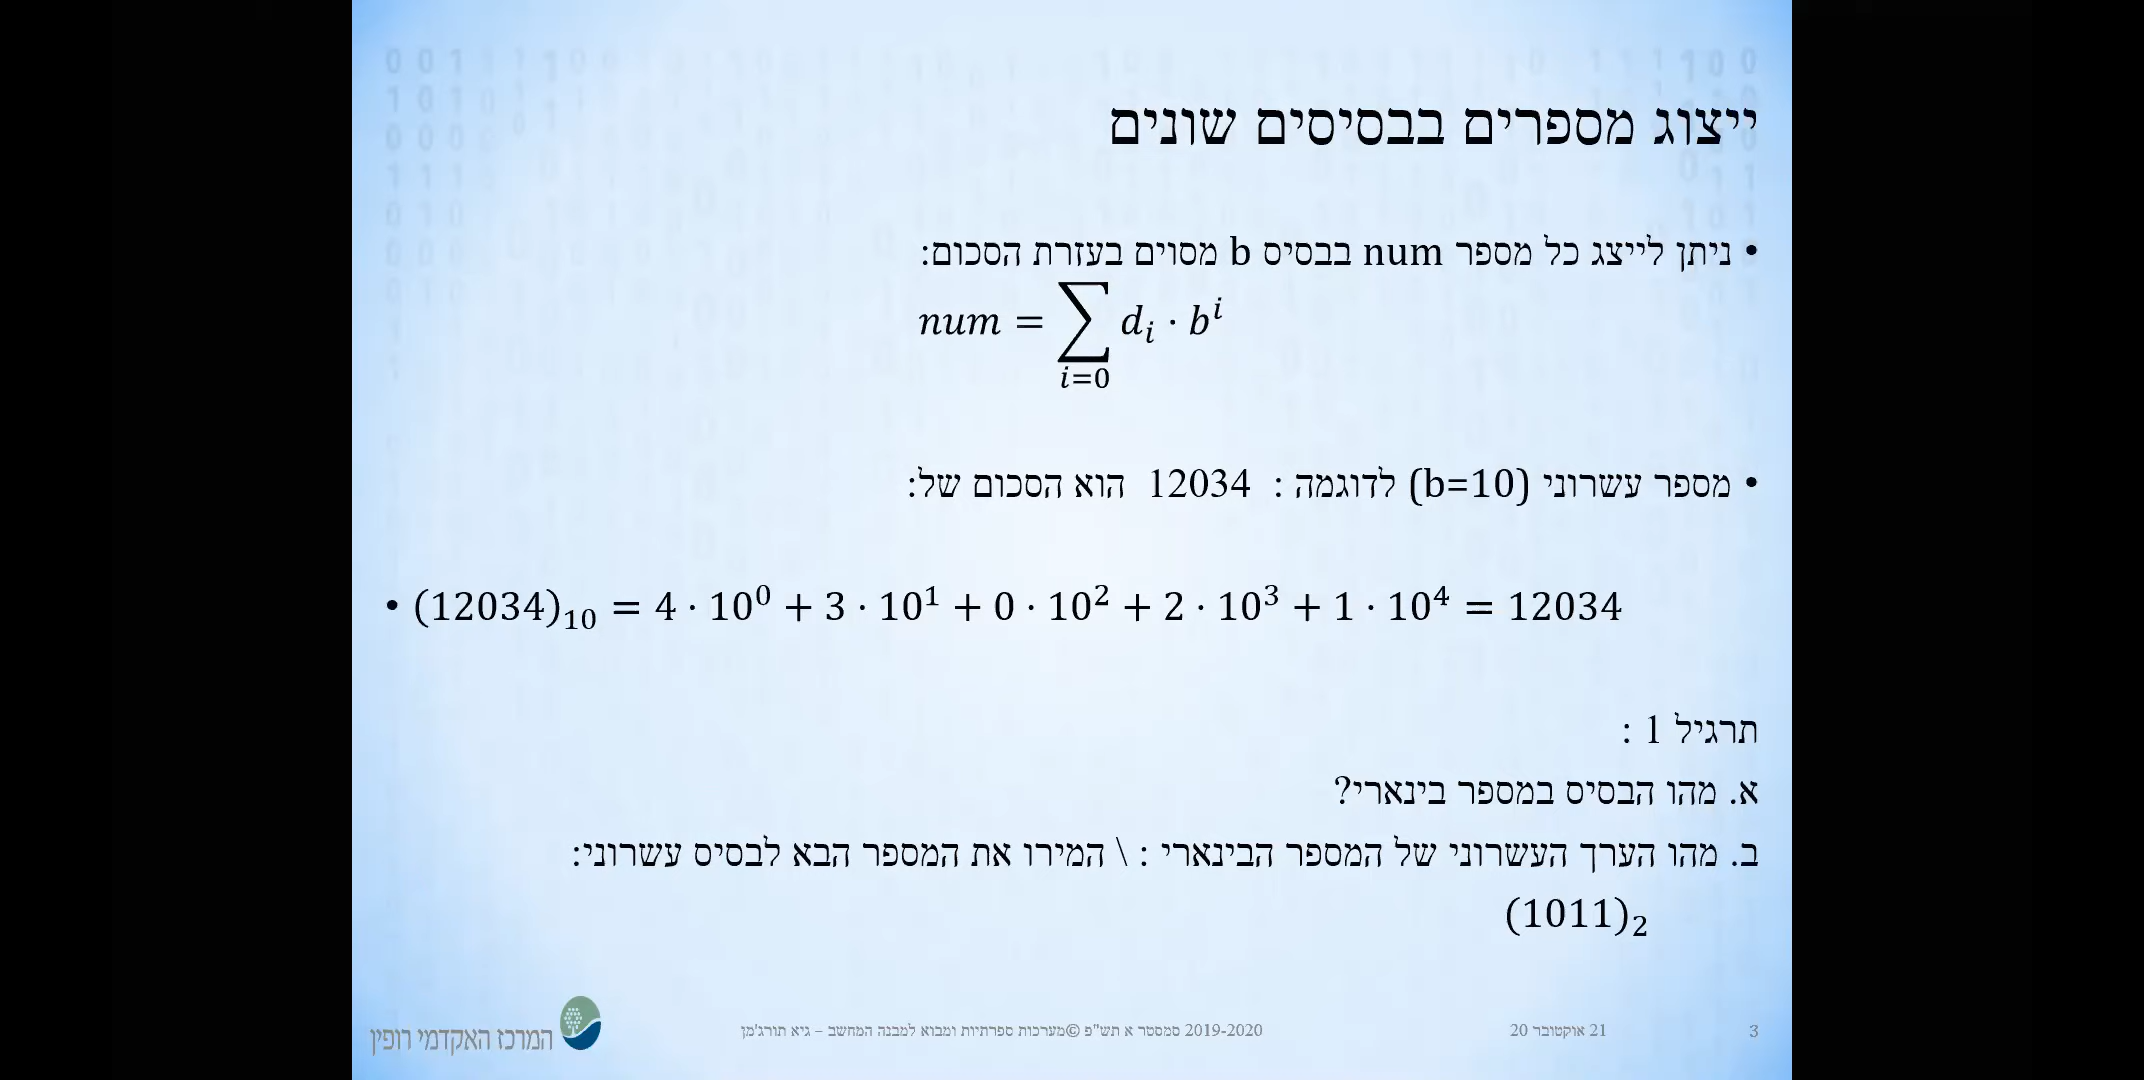 ייצוג מספרים בבסיסים שונים
• ניתן לייצג כל מספר num בבסיס b מסוים בעזרת הסכום:
num = ∑_{i=0} d_i · b^i
• מספר עשרוני (b=10) לדוגמה : 12034 הוא הסכום של:
• (12034)₁₀ = 4 · 10⁰ + 3 · 10¹ + 0 · 10² + 2 · 10³ + 1 · 10⁴ = 12034
תרגיל 1 :
א. מהו הבסיס במספר בינארי?
ב. מהו הערך העשרוני של המספר הבינארי : \ המירו את המספר הבא לבסיס עשרוני:
(1011)₂
3
21 אוקטובר 20
2019-2020 סמסטר א תש"פ ©מערכות ספרתיות ומבוא למבנה המחשב – גיא תורג'מן
המרכז האקדמי רופין